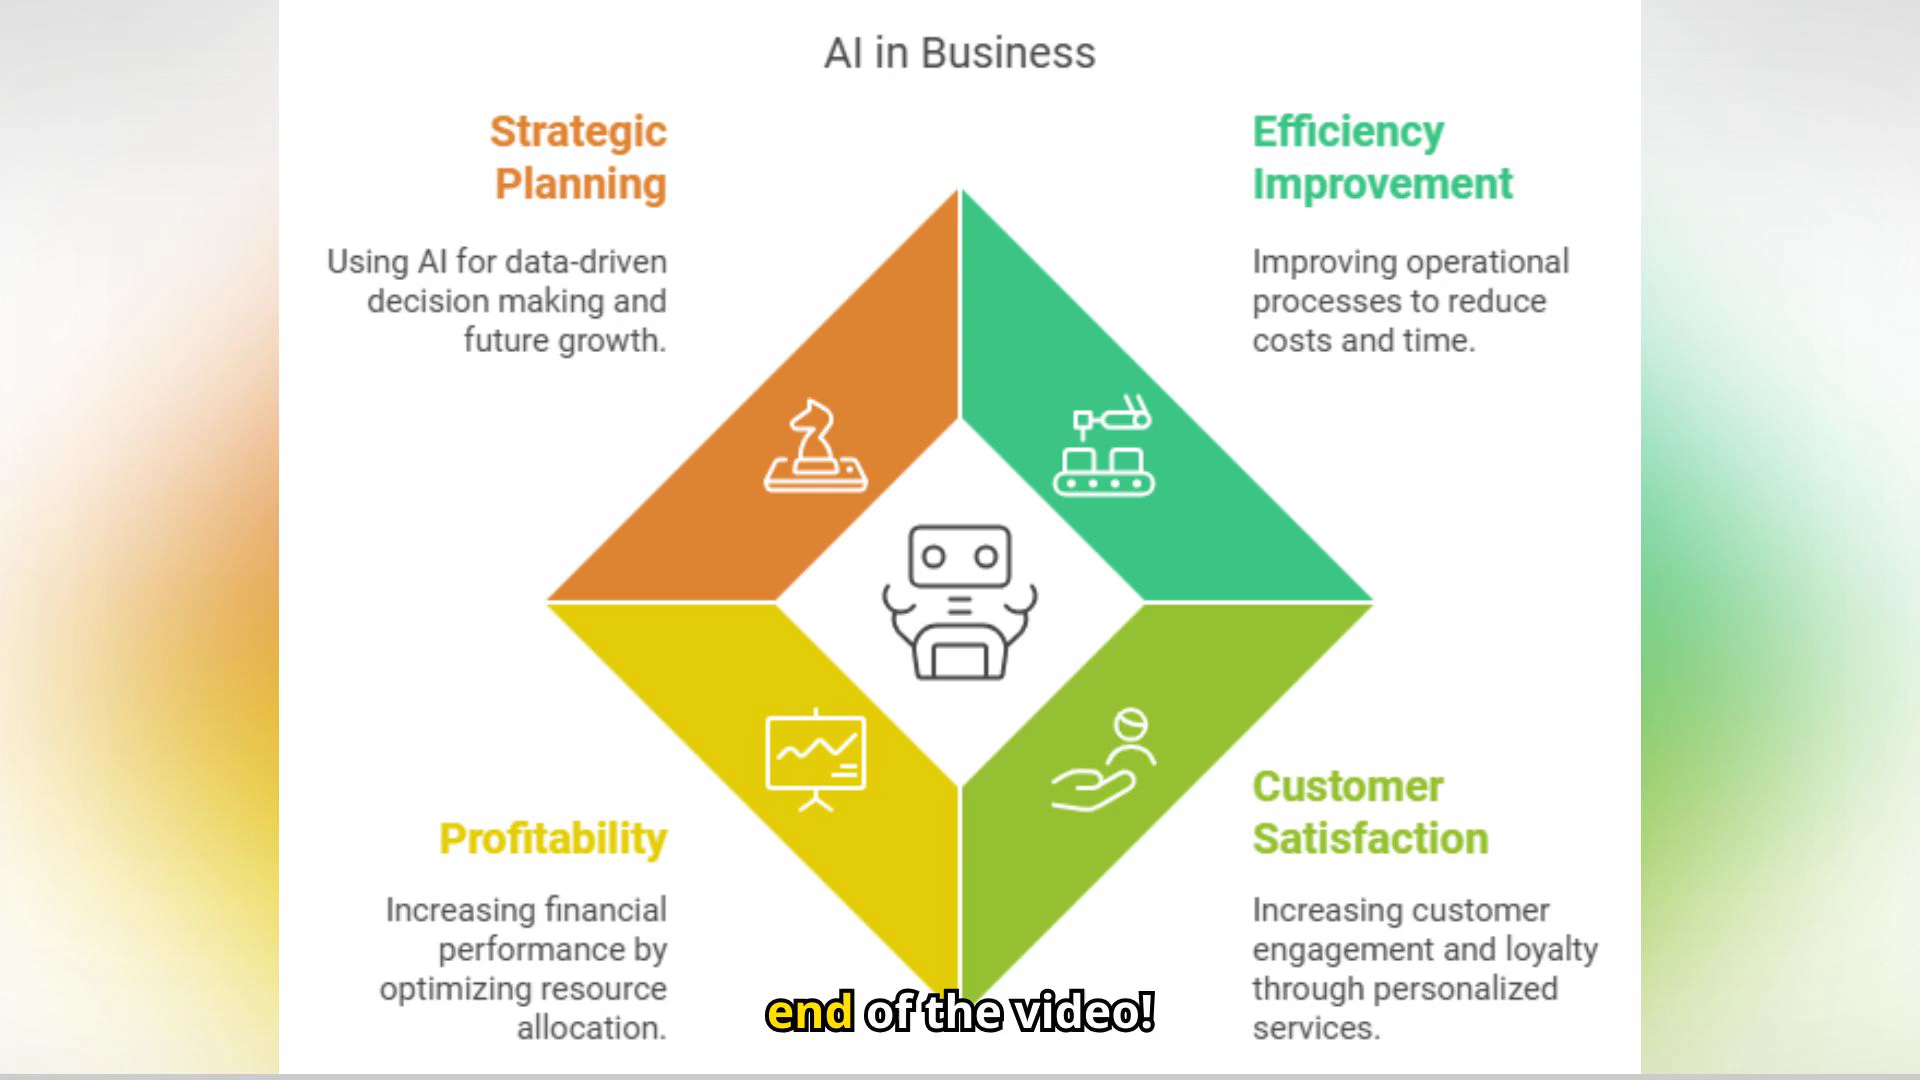 AI in Business
Strategic
Planning
Using AI for data-driven
decision making and
future growth.
Efficiency
Improvement
Improving operational
processes to reduce
costs and time.
Profitability
Increasing financial
performance by
optimizing resource
allocation.
Customer
Satisfaction
Increasing customer
engagement and loyalty
through personalized
services.
end of the video!